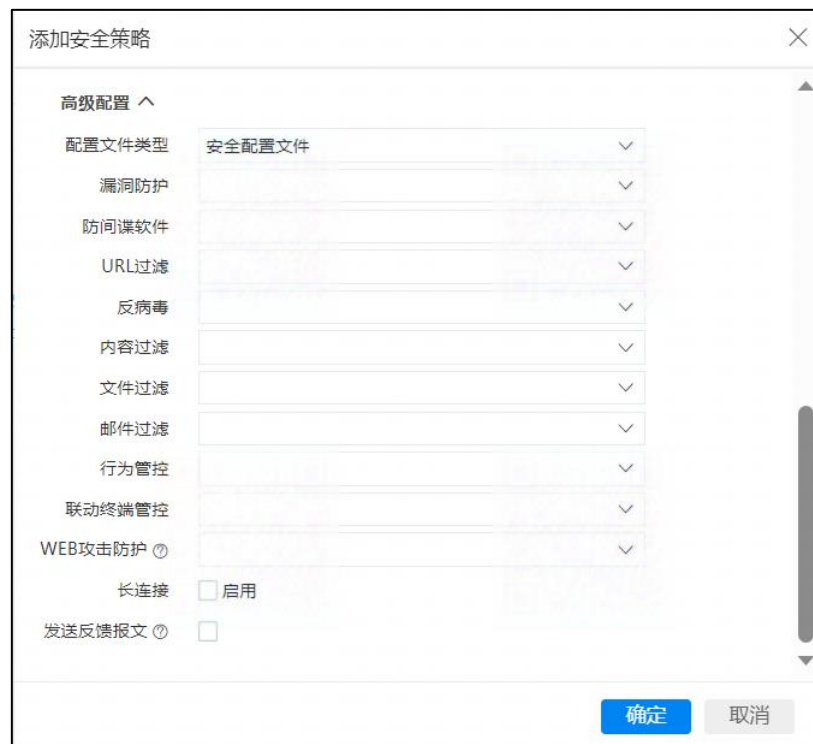 添加安全策略
高级配置
配置文件类型 安全配置文件
漏洞防护
防间谍软件
URL过滤
反病毒
内容过滤
文件过滤
邮件过滤
行为管控
联动终端管控
WEB攻击防护 ?
长连接 启用
发送反馈报文 ?
确定 取消